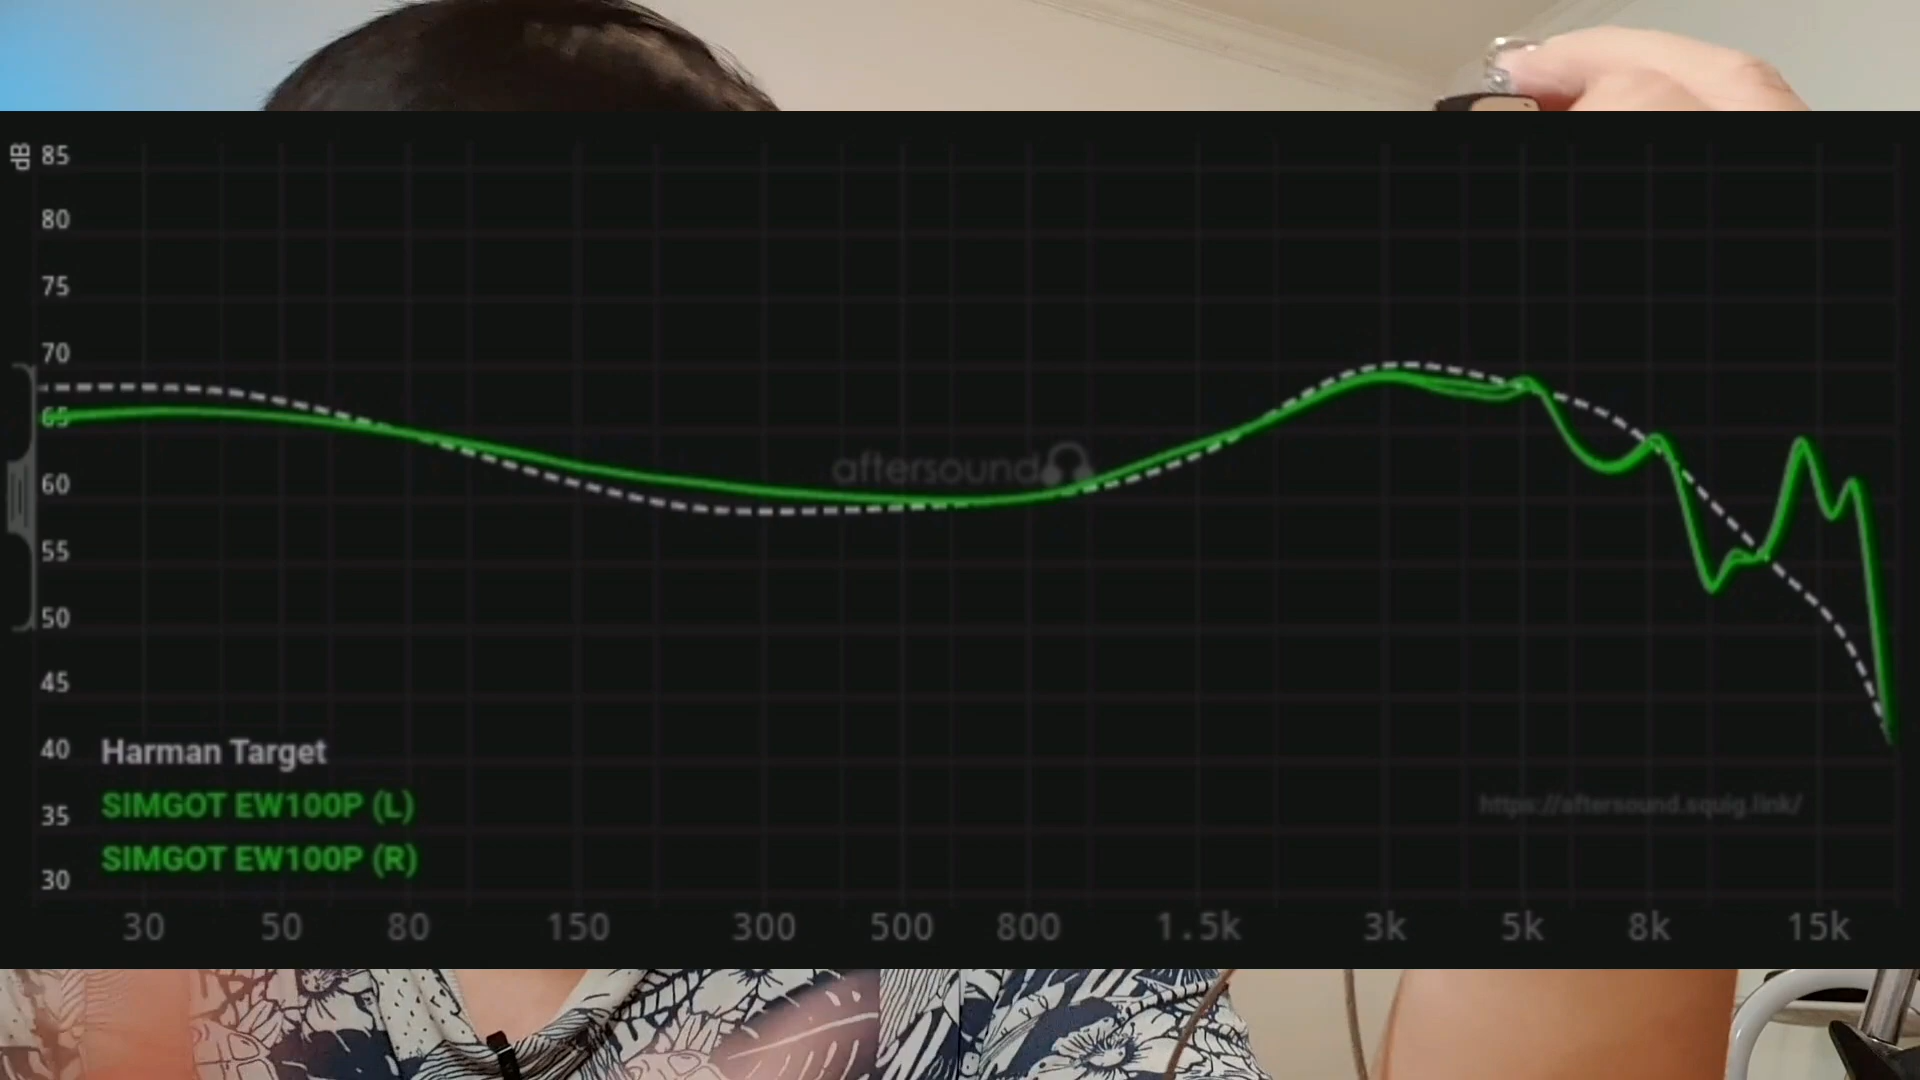 dB
85
80
75
70
65
60
55
50
45
40
35
30
aftersound
Harman Target
SIMGOT EW100P (L)
SIMGOT EW100P (R)
https://aftersound.squig.link/
30 50 80 150 300 500 800 1.5k 3k 5k 8k 15k